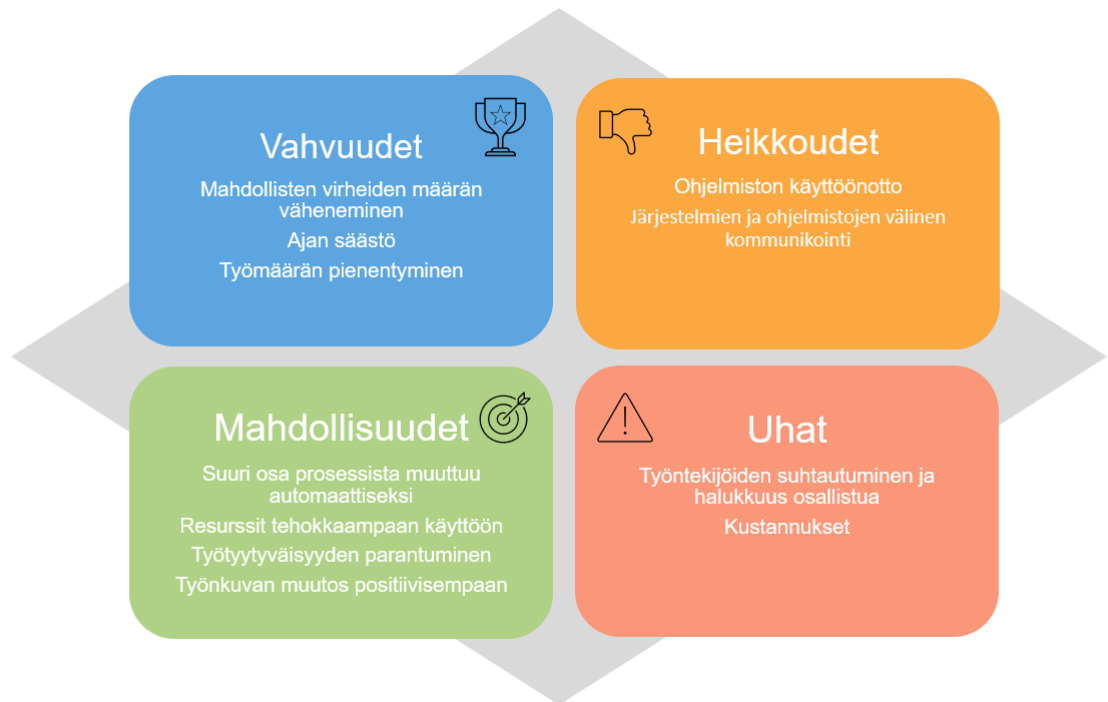 Vahvuudet
Mahdollisten virheiden määrän
väheneminen
Ajan säästö
Työmäärän pienentyminen
Heikkoudet
Ohjelmiston käyttöönotto
Järjestelmien ja ohjelmistojen välinen
kommunikointi
Mahdollisuudet
Suuri osa prosessista muuttuu
automaattiseksi
Resurssit tehokkaampaan käyttöön
Työtyytyväisyyden parantuminen
Työnkuvan muutos positiivisempaan
Uhat
Työntekijöiden suhtautuminen ja
halukkuus osallistua
Kustannukset